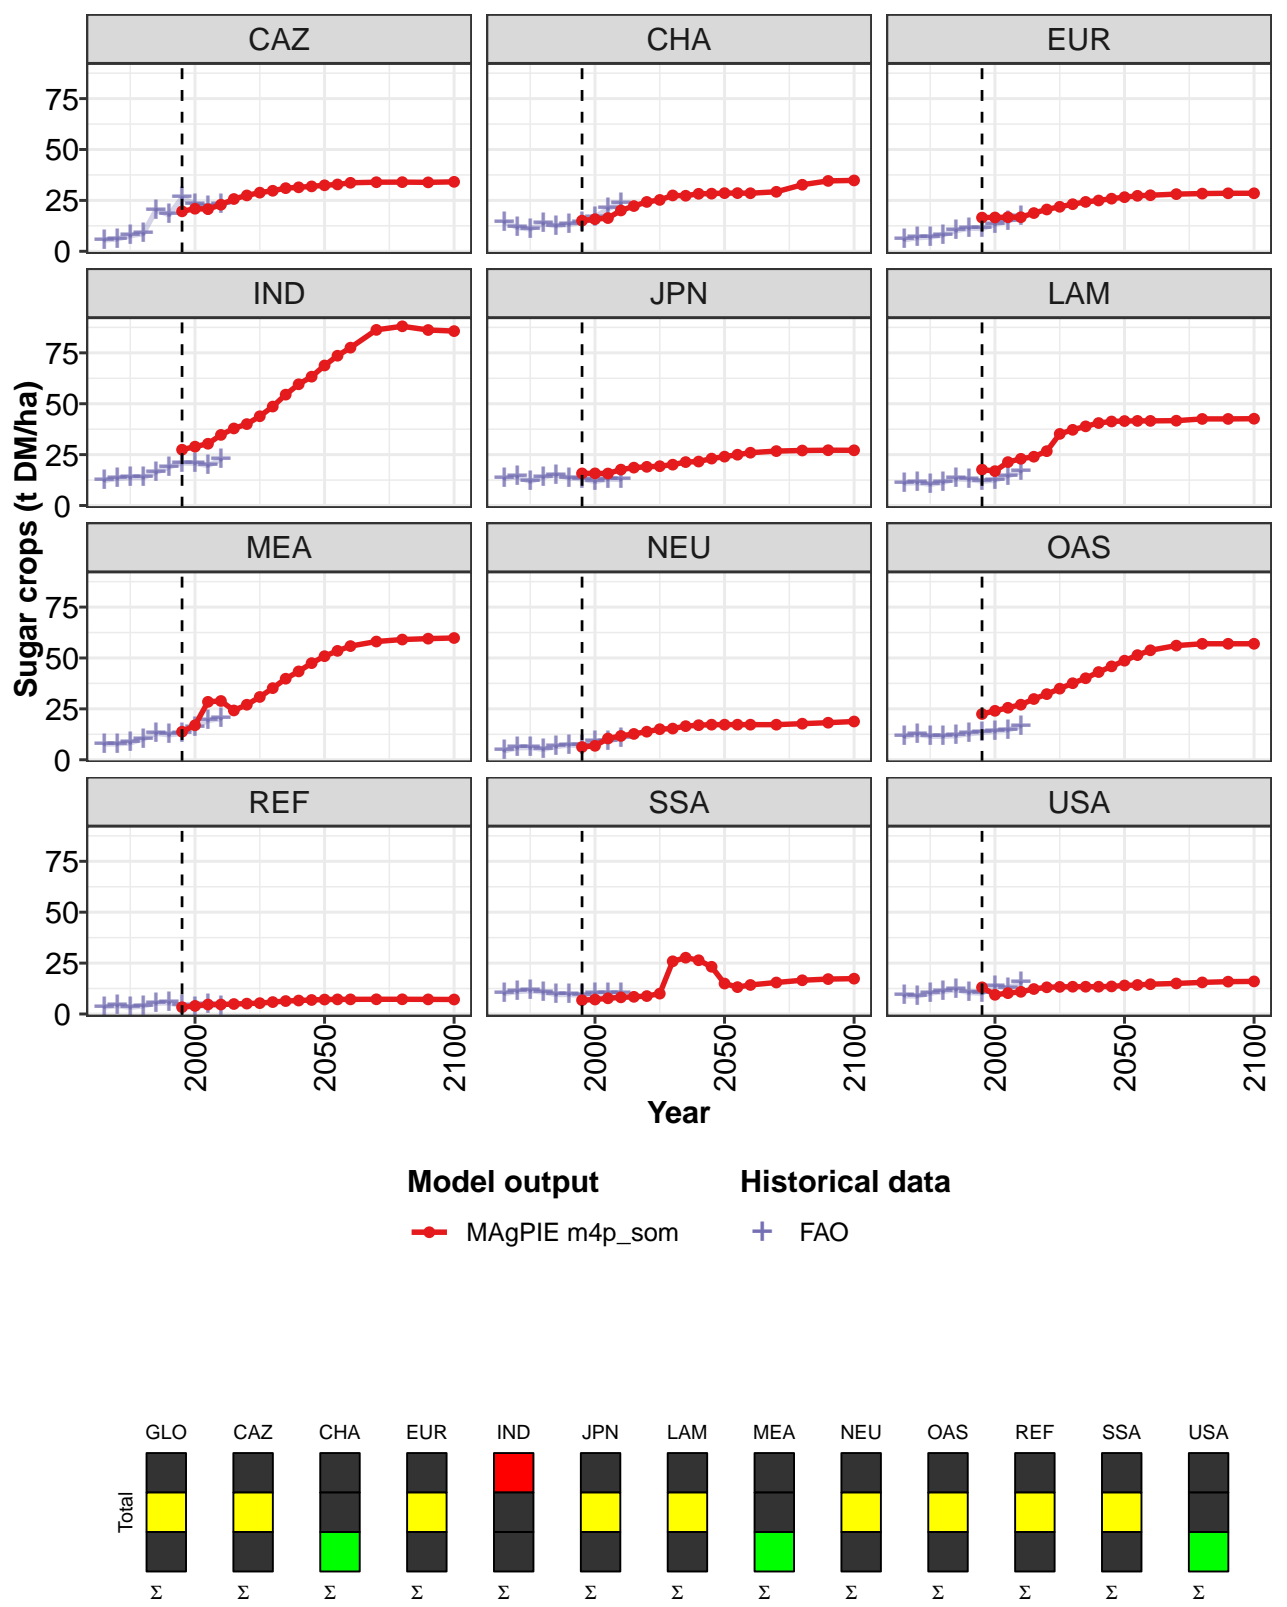 CAZ CHA EUR
75
50
25
0
IND JPN LAM
75
50
25
0
MEA NEU OAS
75
50
25
0
REF SSA USA
75
50
25
0
Sugar crops (t DM/ha)
2000 2050 2100 2000 2050 2100 2000 2050 2100
Year
Model output Historical data
MAgPIE m4p_som FAO
GLO CAZ CHA EUR IND JPN LAM MEA NEU OAS REF SSA USA
Total
Σ Σ Σ Σ Σ Σ Σ Σ Σ Σ Σ Σ Σ